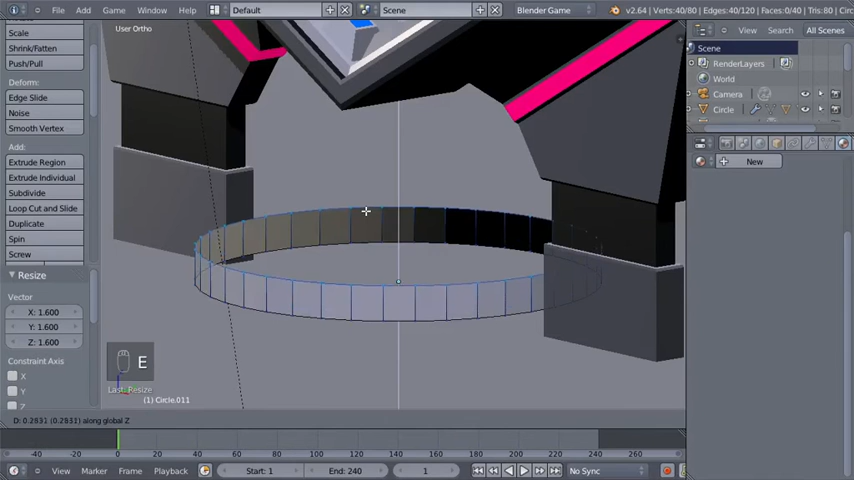 File Add Game Window Help Default Scene Blender Game v2.64 | Verts:40/80 | Edges:40/120 | Faces:0/40 | Tris:80 |
User Ortho
View Search All Scenes
Scene
RenderLayers
World
Camera
Circle
New
Scale
Shrink/Fatten
Push/Pull
Deform:
Edge Slide
Noise
Smooth Vertex
Add:
Extrude Region
Extrude Individual
Subdivide
Loop Cut and Slide
Duplicate
Spin
Screw
Resize
Vector
X: 1.600
Y: 1.600
Z: 1.600
Constraint Axis
X
Y
Z
E
Last: Resize
(1) Circle.011
D: 0.2831 (0.2831) along global Z
-40 -20 0 20 40 60 80 100 120 140 160 180 200 220 240 260
View Marker Frame Playback Start: 1 End: 240 1 No Sync